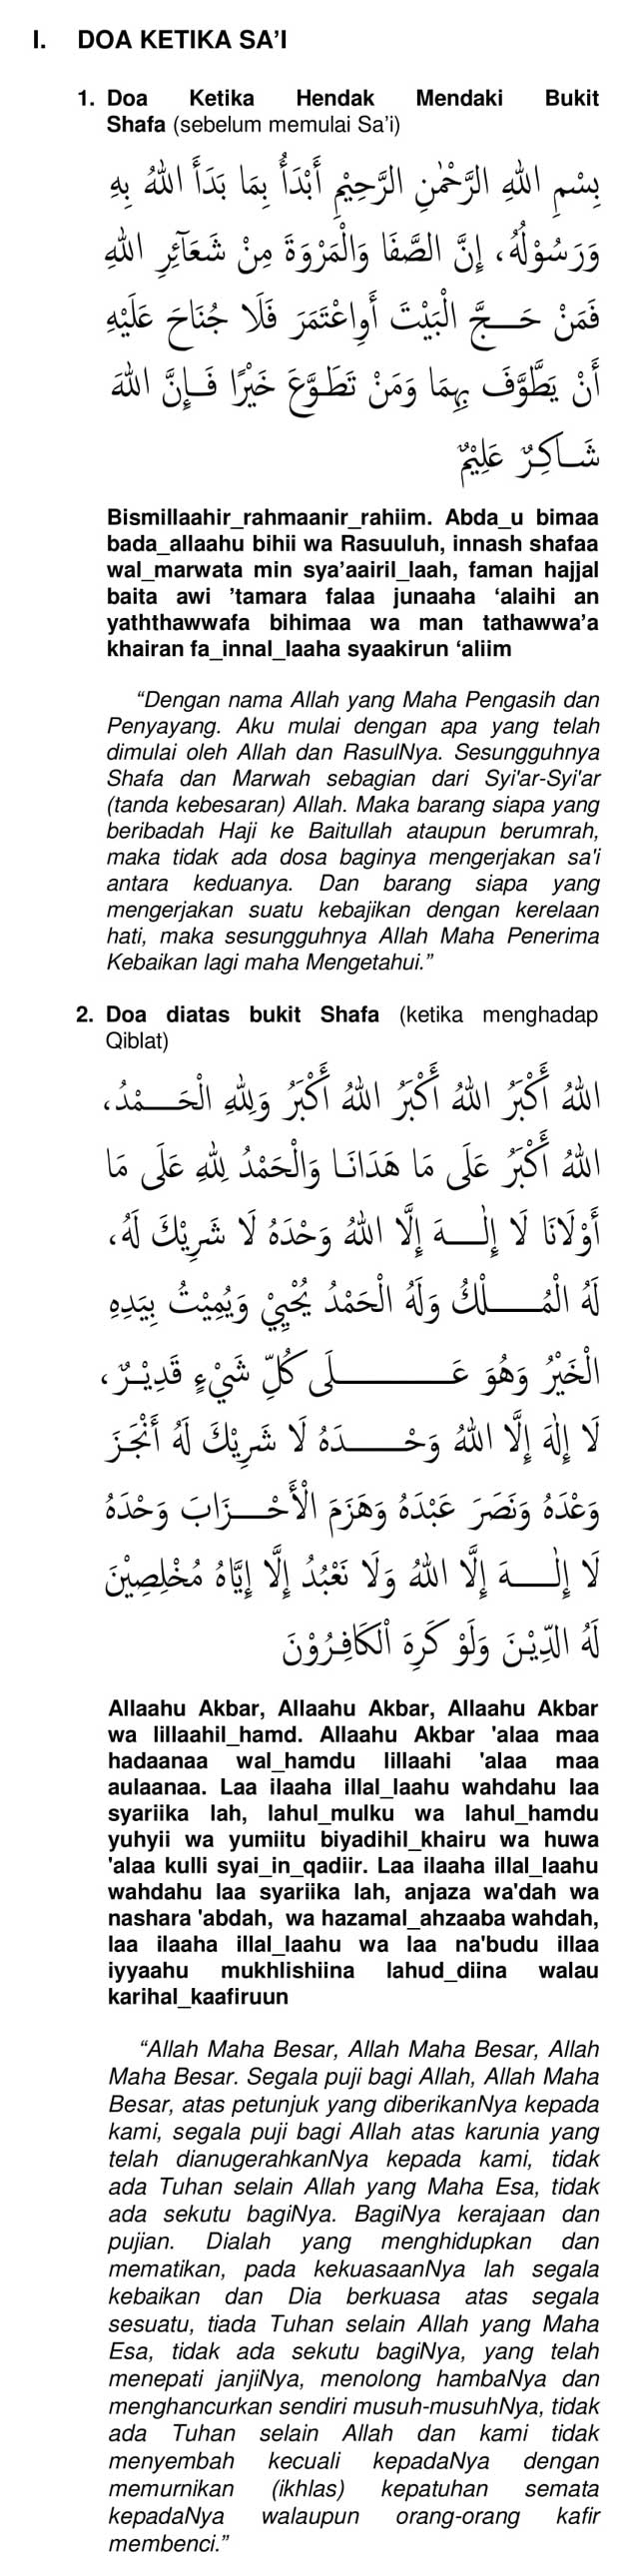 I. DOA KETIKA SA'I
1. Doa Ketika Hendak Mendaki Bukit
Shafa (sebelum memulai Sa'i)
بِسْمِ اللهِ الرَّحْمٰنِ الرَّحِيْمِ أَبْدَأُ بِمَا بَدَأَ اللهُ بِهِ
وَرَسُوْلُهُ، إِنَّ الصَّفَا وَالْمَرْوَةَ مِنْ شَعَآئِرِ اللهِ
فَمَنْ حَــجَّ الْبَيْتَ أَوِاعْتَمَرَ فَلَا جُنَاحَ عَلَيْهِ
أَنْ يَطَّوَّفَ بِهِمَا وَمَنْ تَطَوَّعَ خَيْرًا فَـإِنَّ اللهَ
شَـاكِرٌ عَلِيْمٌ
Bismillaahir_rahmaanir_rahiim. Abda_u bimaa
bada_allaahu bihii wa Rasuuluh, innash shafaa
wal_marwata min sya'aairil_laah, faman hajjal
baita awi 'tamara falaa junaaha 'alaihi an
yaththawwafa bihimaa wa man tathawwa'a
khairan fa_innal_laaha syaakirun 'aliim
"Dengan nama Allah yang Maha Pengasih dan
Penyayang. Aku mulai dengan apa yang telah
dimulai oleh Allah dan RasulNya. Sesungguhnya
Shafa dan Marwah sebagian dari Syi'ar-Syi'ar
(tanda kebesaran) Allah. Maka barang siapa yang
beribadah Haji ke Baitullah ataupun berumrah,
maka tidak ada dosa baginya mengerjakan sa'i
antara keduanya. Dan barang siapa yang
mengerjakan suatu kebajikan dengan kerelaan
hati, maka sesungguhnya Allah Maha Penerima
Kebaikan lagi maha Mengetahui."
2. Doa diatas bukit Shafa (ketika menghadap
Qiblat)
اللهُ أَكْبَرُ اللهُ أَكْبَرُ اللهُ أَكْبَرُ وَلِلهِ الْحَــمْدُ،
اللهُ أَكْبَرُ عَلَى مَا هَدَانَا وَالْحَمْدُ لِلهِ عَلَى مَا
أَوْلَانَا لَا إِلٰــهَ إِلَّا اللهُ وَحْدَهُ لَا شَرِيْكَ لَهُ،
لَهُ الْمُــلْكُ وَلَهُ الْحَمْدُ يُحْيِيْ وَيُمِيْتُ بِيَدِهِ
الْخَيْرُ وَهُوَ عَــــلَى كُلِّ شَيْءٍ قَدِيْرٌ،
لَا إِلٰهَ إِلَّا اللهُ وَحْــدَهُ لَا شَرِيْكَ لَهُ أَنْجَزَ
وَعْدَهُ وَنَصَرَ عَبْدَهُ وَهَزَمَ الْأَحْــزَابَ وَحْدَهُ
لَا إِلٰــهَ إِلَّا اللهُ وَلَا نَعْبُدُ إِلَّا إِيَّاهُ مُخْلِصِيْنَ
لَهُ الدِّيْنَ وَلَوْ كَرِهَ الْكَافِرُوْنَ
Allaahu Akbar, Allaahu Akbar, Allaahu Akbar
wa lillaahil_hamd. Allaahu Akbar 'alaa maa
hadaanaa wal_hamdu lillaahi 'alaa maa
aulaanaa. Laa ilaaha illal_laahu wahdahu laa
syariika lah, lahul_mulku wa lahul_hamdu
yuhyii wa yumiitu biyadihil_khairu wa huwa
'alaa kulli syai_in_qadiir. Laa ilaaha illal_laahu
wahdahu laa syariika lah, anjaza wa'dah wa
nashara 'abdah, wa hazamal_ahzaaba wahdah,
laa ilaaha illal_laahu wa laa na'budu illaa
iyyaahu mukhlishiina lahud_diina walau
karihal_kaafiruun
"Allah Maha Besar, Allah Maha Besar, Allah
Maha Besar. Segala puji bagi Allah, Allah Maha
Besar, atas petunjuk yang diberikanNya kepada
kami, segala puji bagi Allah atas karunia yang
telah dianugerahkanNya kepada kami, tidak
ada Tuhan selain Allah yang Maha Esa, tidak
ada sekutu bagiNya. BagiNya kerajaan dan
pujian. Dialah yang menghidupkan dan
mematikan, pada kekuasaanNya lah segala
kebaikan dan Dia berkuasa atas segala
sesuatu, tiada Tuhan selain Allah yang Maha
Esa, tidak ada sekutu bagiNya, yang telah
menepati janjiNya, menolong hambaNya dan
menghancurkan sendiri musuh-musuhNya, tidak
ada Tuhan selain Allah dan kami tidak
menyembah kecuali kepadaNya dengan
memurnikan (ikhlas) kepatuhan semata
kepadaNya walaupun orang-orang kafir
membenci."